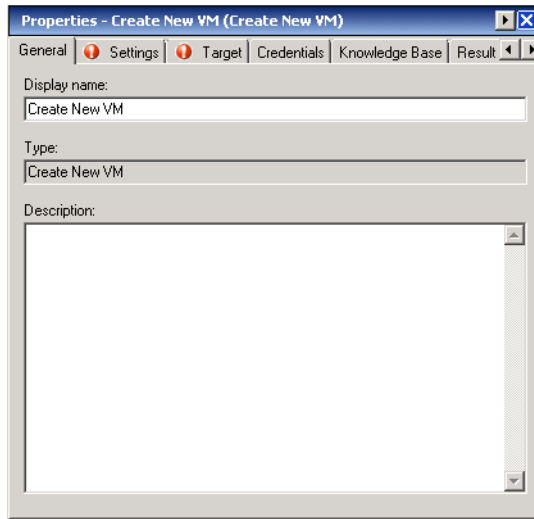 Properties - Create New VM (Create New VM)
General Settings Target Credentials Knowledge Base Result
Display name:
Create New VM
Type:
Create New VM
Description: